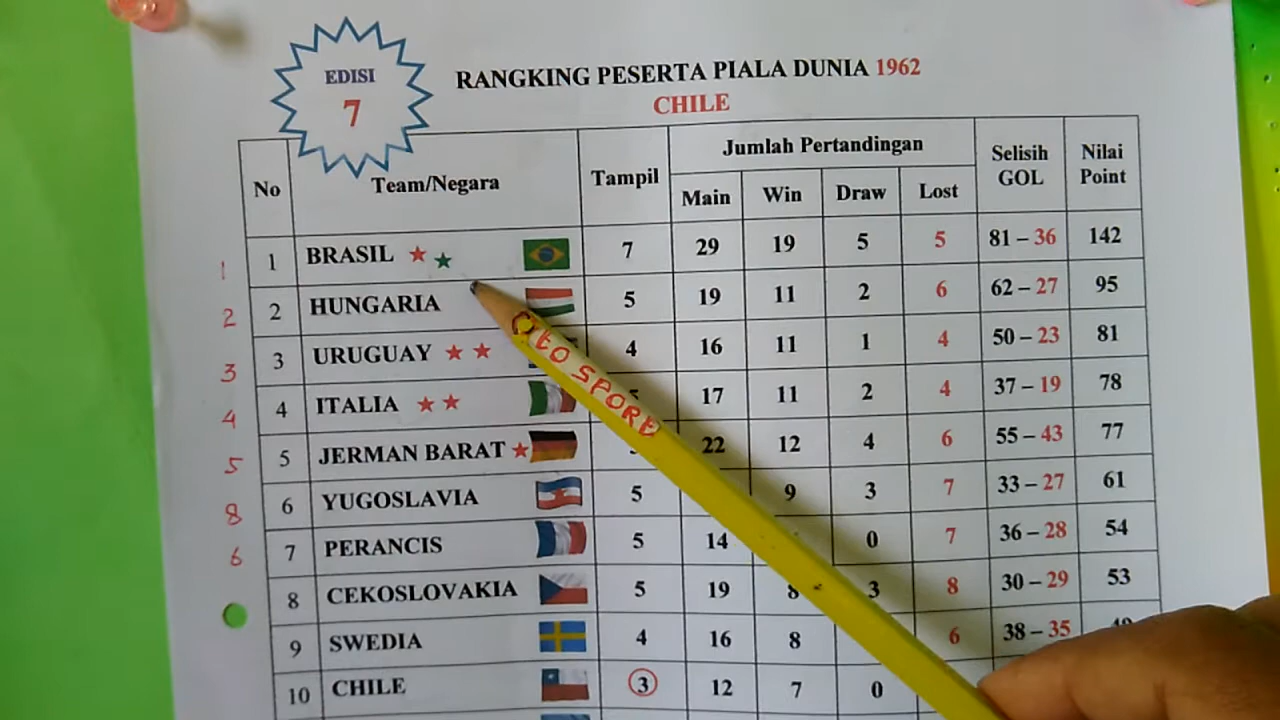 EDISI
7
RANGKING PESERTA PIALA DUNIA 1962
CHILE
No Team/Negara Tampil Jumlah Pertandingan Selisih GOL Nilai Point
Main Win Draw Lost
1 1 BRASIL 7 29 19 5 5 81 – 36 142
2 2 HUNGARIA 5 19 11 2 6 62 – 27 95
3 3 URUGUAY 4 16 11 1 4 50 – 23 81
4 4 ITALIA 17 11 2 4 37 – 19 78
5 5 JERMAN BARAT 22 12 4 6 55 – 43 77
8 6 YUGOSLAVIA 5 9 3 7 33 – 27 61
6 7 PERANCIS 5 14 0 7 36 – 28 54
8 CEKOSLOVAKIA 5 19 8 3 8 30 – 29 53
9 SWEDIA 4 16 8 6 38 – 35
10 CHILE 3 12 7 0
TO SPORT